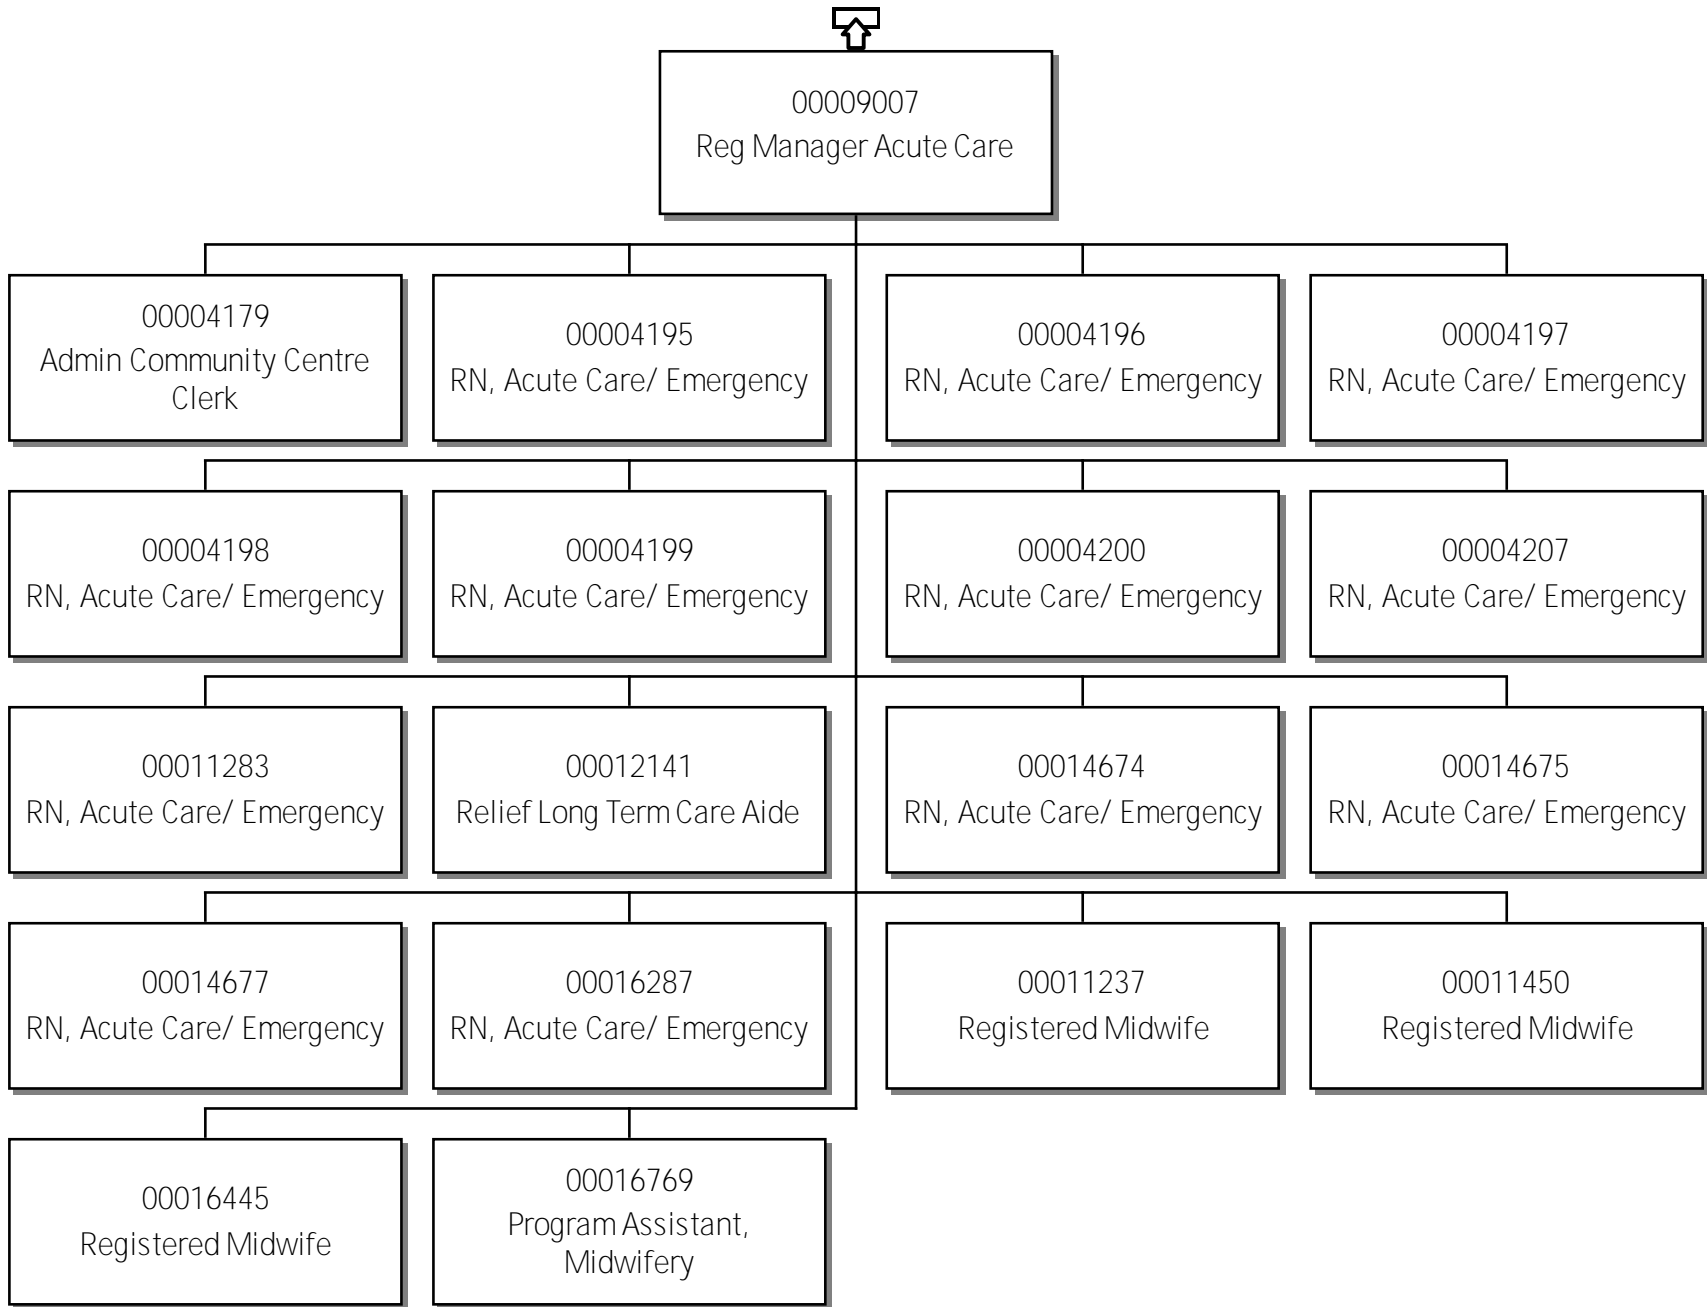 00009007
Reg Manager Acute Care
00004179
Admin Community Centre
Clerk
00004195
RN, Acute Care/ Emergency
00004196
RN, Acute Care/ Emergency
00004197
RN, Acute Care/ Emergency
00004198
RN, Acute Care/ Emergency
00004199
RN, Acute Care/ Emergency
00004200
RN, Acute Care/ Emergency
00004207
RN, Acute Care/ Emergency
00011283
RN, Acute Care/ Emergency
00012141
Relief Long Term Care Aide
00014674
RN, Acute Care/ Emergency
00014675
RN, Acute Care/ Emergency
00014677
RN, Acute Care/ Emergency
00016287
RN, Acute Care/ Emergency
00011237
Registered Midwife
00011450
Registered Midwife
00016445
Registered Midwife
00016769
Program Assistant,
Midwifery